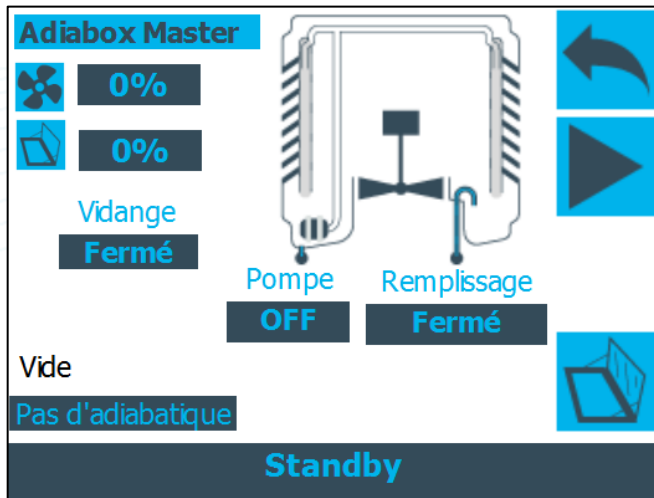 Adiabox Master
0%
0%
Vidange
Fermé
Pompe
OFF
Remplissage
Fermé
Vide
Pas d'adiabatique
Standby